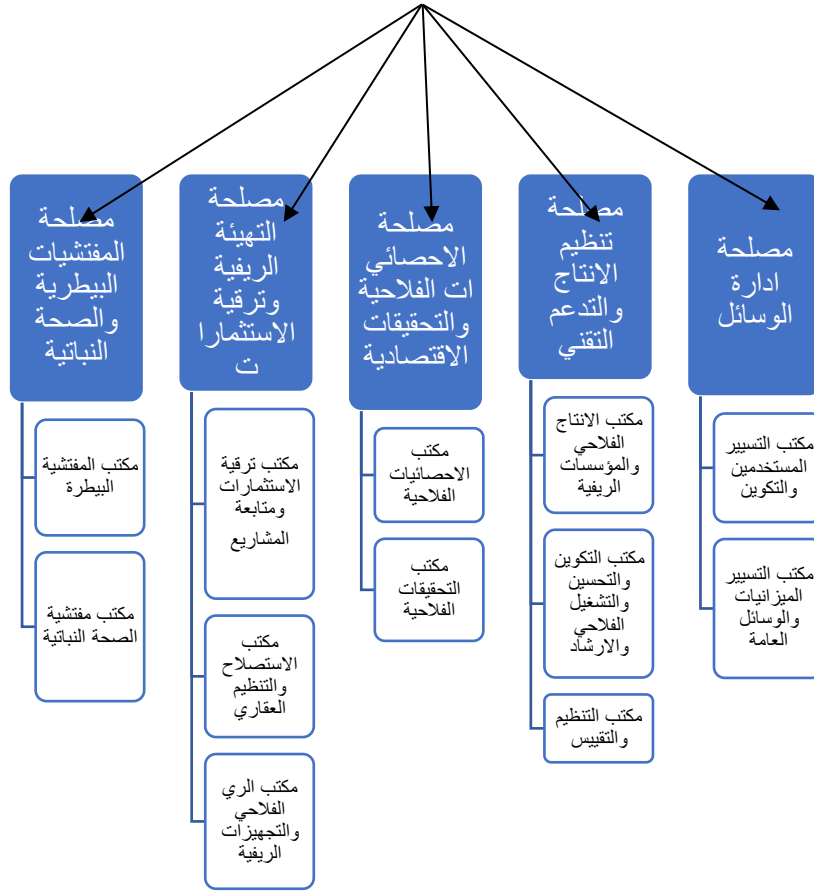 مصلحة
ادارة
الوسائل
مكتب التسيير
المستخدمين
والتكوين
مكتب التسيير
الميزانيات
والوسائل
العامة
مصلحة
تنظيم
الانتاج
والتدعم
التقني
مكتب الانتاج
الفلاحي
والمؤسسات
الريفية
مكتب التكوين
والتحسين
والتشغيل
الفلاحي
والارشاد
مكتب التنظيم
والتقييس
مصلحة
الاحصائي
ات الفلاحية
والتحقيقات
الاقتصادية
مكتب
الاحصائيات
الفلاحية
مكتب
التحقيقات
الفلاحية
مصلحة
التهيئة
الريفية
وترقية
الاستثمارا
ت
مكتب ترقية
الاستثمارات
ومتابعة
المشاريع
مكتب
الاستصلاح
والتنظيم
العقاري
مكتب الري
الفلاحي
والتجهيزات
الريفية
مصلحة
المفتشيات
البيطرية
والصحة
النباتية
مكتب المفتشية
البيطرة
مكتب مفتشية
الصحة النباتية